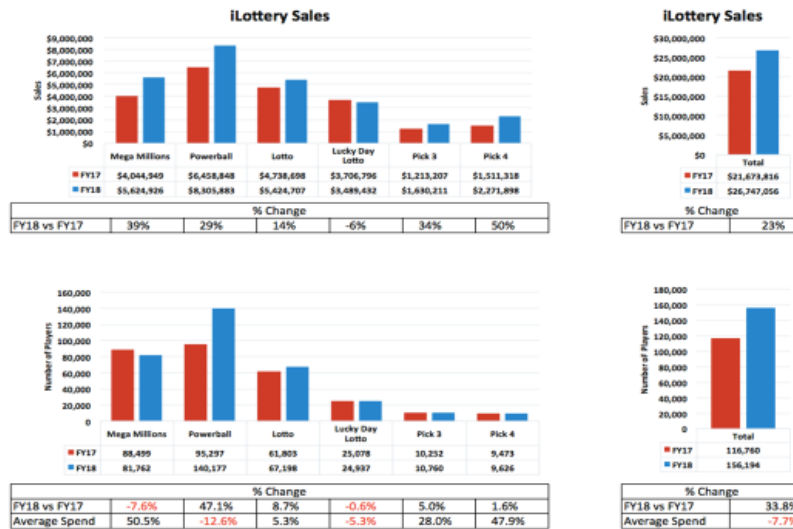 iLottery Sales
$9,000,000
$8,000,000
$7,000,000
$6,000,000
$5,000,000
$4,000,000
$3,000,000
$2,000,000
$1,000,000
$0
Sales
Mega Millions Powerball Lotto Lucky Day Lotto Pick 3 Pick 4
FY17 $4,044,949 $6,458,848 $4,738,698 $3,706,796 $1,213,207 $1,511,318
FY18 $5,624,926 $8,305,883 $5,424,707 $3,489,432 $1,630,211 $2,271,898
% Change
FY18 vs FY17 39% 29% 14% -6% 34% 50%
iLottery Sales
$30,000,000
$25,000,000
$20,000,000
$15,000,000
$10,000,000
$5,000,000
$0
Sales
Total
FY17 $21,673,816
FY18 $26,747,056
% Change
FY18 vs FY17 23%
160,000
140,000
120,000
100,000
80,000
60,000
40,000
20,000
0
Number of Players
Mega Millions Powerball Lotto Lucky Day Lotto Pick 3 Pick 4
FY17 88,499 95,297 61,803 25,078 10,252 9,473
FY18 81,762 140,177 67,198 24,937 10,760 9,626
% Change
FY18 vs FY17 -7.6% 47.1% 8.7% -0.6% 5.0% 1.6%
Average Spend 50.5% -12.6% 5.3% -5.3% 28.0% 47.9%
180,000
160,000
140,000
120,000
100,000
80,000
60,000
40,000
20,000
0
Number of Players
Total
FY17 116,760
FY18 156,194
% Change
FY18 vs FY17 33.8%
Average Spend -7.7%